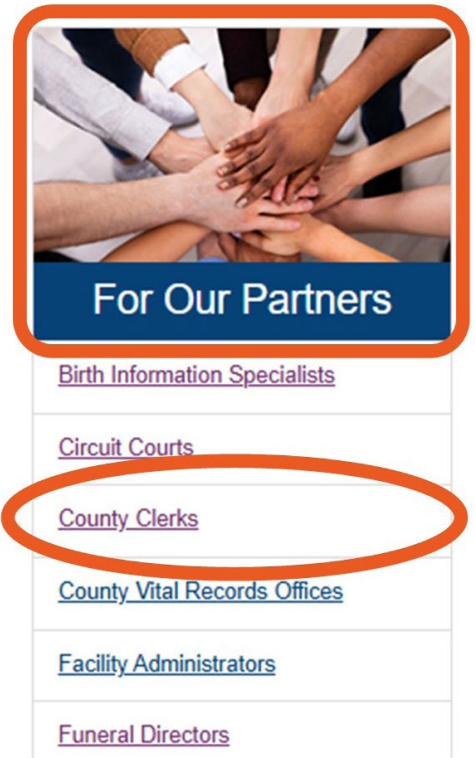 For Our Partners
Birth Information Specialists
Circuit Courts
County Clerks
County Vital Records Offices
Facility Administrators
Funeral Directors